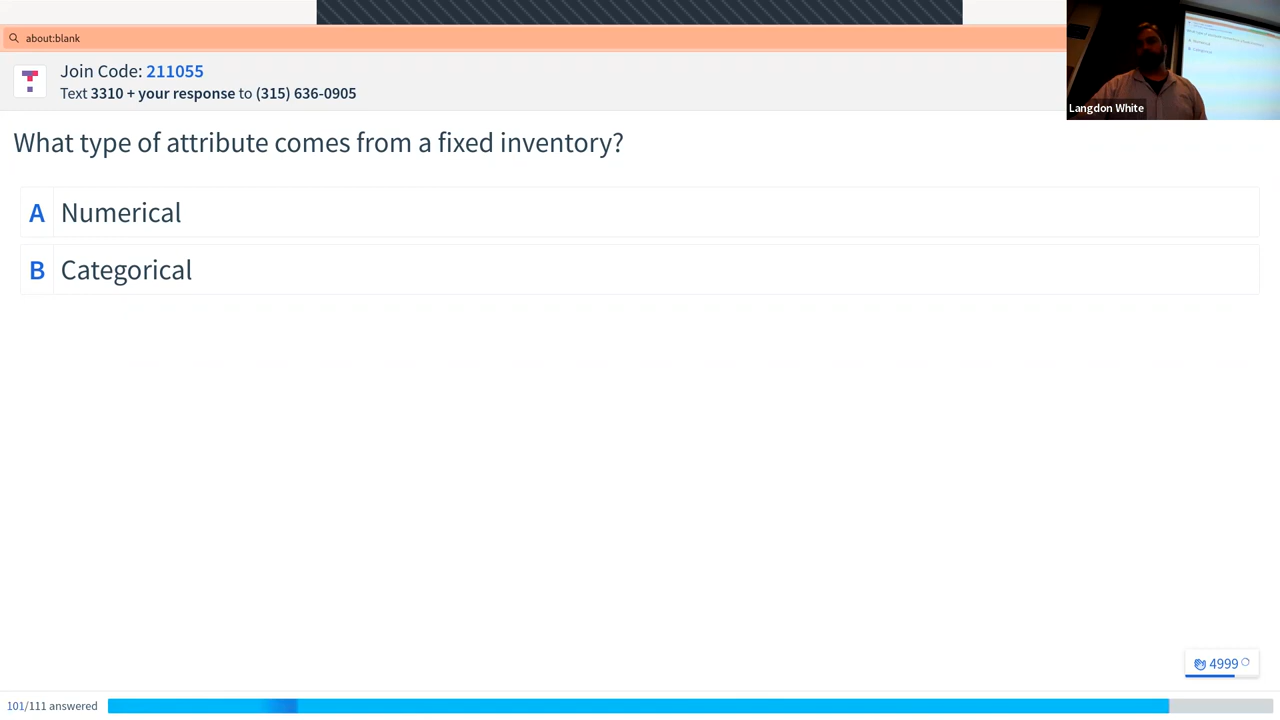 about:blank
Join Code: 211055
Text 3310 + your response to (315) 636-0905
Langdon White
What type of attribute comes from a fixed inventory?
A Numerical
B Categorical
4999
101/111 answered